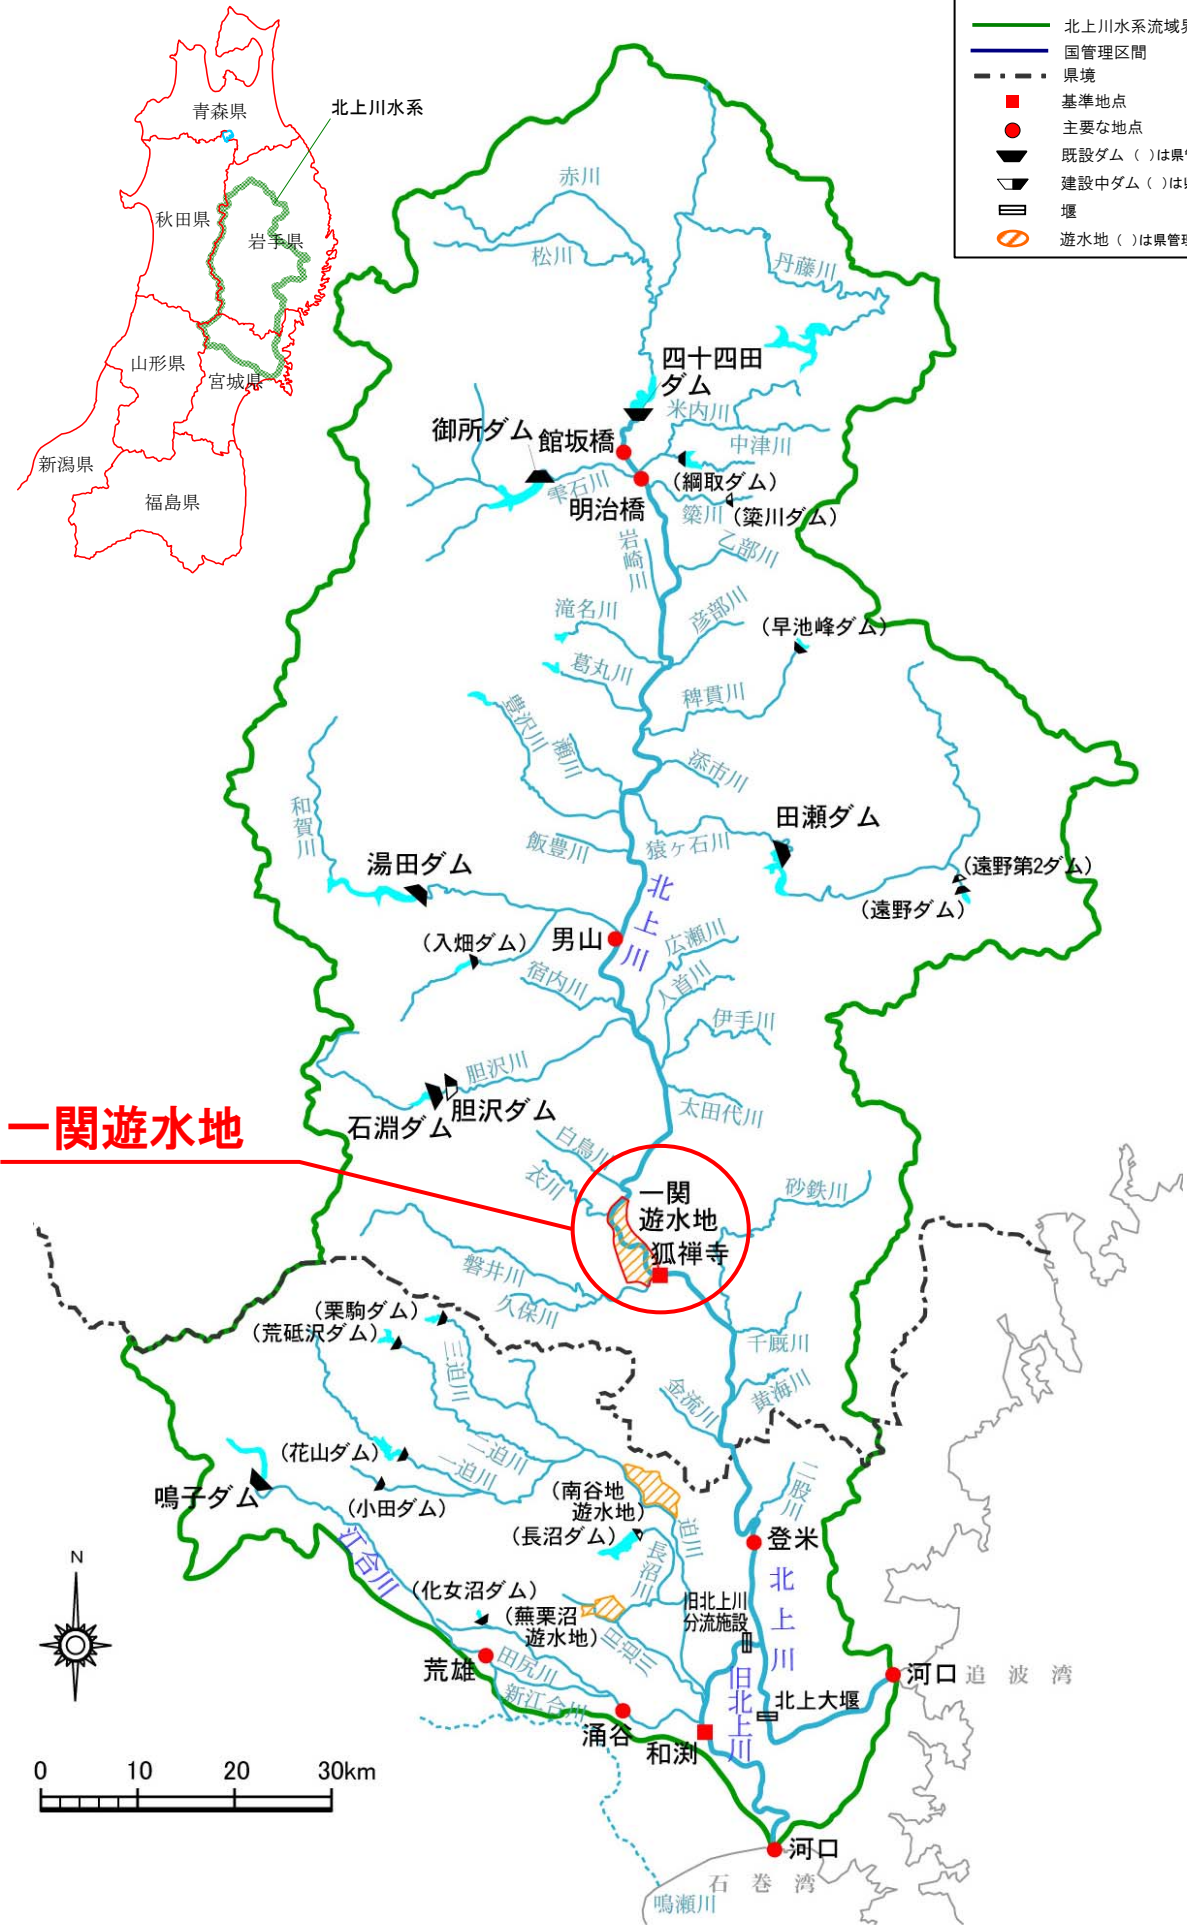 北上川水系流域界
国管理区間
県境
基準地点
主要な地点
既設ダム（ ）は県管
建設中ダム（ ）は県
堰
遊水地（ ）は県管理
青森県
北上川水系
秋田県
岩手県
山形県
宮城県
新潟県
福島県
赤川
松川
丹藤川
四十四田
ダム
米内川
御所ダム
館坂橋
中津川
雫石川
（綱取ダム）
明治橋
簗川
（簗川ダム）
岩崎川
乙部川
滝名川
彦部川
（早池峰ダム）
葛丸川
稗貫川
豊沢川
瀬川
添市川
和賀川
飯豊川
猿ヶ石川
田瀬ダム
湯田ダム
（遠野第2ダム）
（遠野ダム）
北上川
（入畑ダム）
男山
広瀬川
宿内川
人首川
伊手川
胆沢川
石淵ダム
胆沢ダム
太田代川
一関遊水地
白鳥川
衣川
一関
遊水地
砂鉄川
狐禅寺
磐井川
久保川
（栗駒ダム）
（荒砥沢ダム）
三迫川
千厩川
金流川
黄海川
（花山ダム）
二迫川
一迫川
二股川
鳴子ダム
（小田ダム）
（南谷地
遊水地）
（長沼ダム）
迫川
登米
長沼川
江合川
（化女沼ダム）
（蕪栗沼
遊水地）
旧迫川
旧北上川
分流施設
北上川
荒雄
田尻川
新江合川
旧北上川
北上大堰
河口
追波湾
涌谷
和渕
N
0 10 20 30km
河口
石巻湾
鳴瀬川